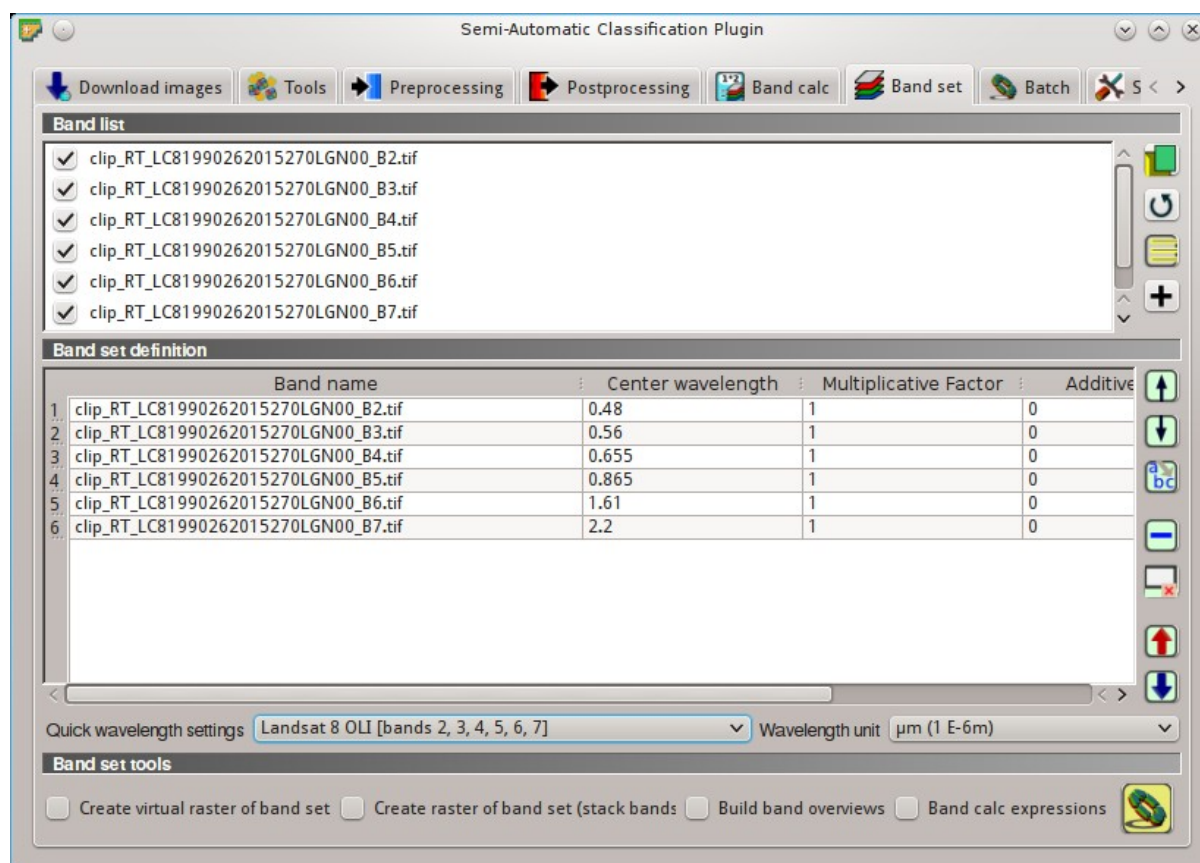 Semi-Automatic Classification Plugin
Download images Tools Preprocessing Postprocessing Band calc Band set Batch S
Band list
clip_RT_LC81990262015270LGN00_B2.tif
clip_RT_LC81990262015270LGN00_B3.tif
clip_RT_LC81990262015270LGN00_B4.tif
clip_RT_LC81990262015270LGN00_B5.tif
clip_RT_LC81990262015270LGN00_B6.tif
clip_RT_LC81990262015270LGN00_B7.tif
Band set definition
Band name Center wavelength Multiplicative Factor Additive
1 clip_RT_LC81990262015270LGN00_B2.tif 0.48 1 0
2 clip_RT_LC81990262015270LGN00_B3.tif 0.56 1 0
3 clip_RT_LC81990262015270LGN00_B4.tif 0.655 1 0
4 clip_RT_LC81990262015270LGN00_B5.tif 0.865 1 0
5 clip_RT_LC81990262015270LGN00_B6.tif 1.61 1 0
6 clip_RT_LC81990262015270LGN00_B7.tif 2.2 1 0
Quick wavelength settings Landsat 8 OLI [bands 2, 3, 4, 5, 6, 7] Wavelength unit µm (1 E-6m)
Band set tools
Create virtual raster of band set Create raster of band set (stack bands Build band overviews Band calc expressions